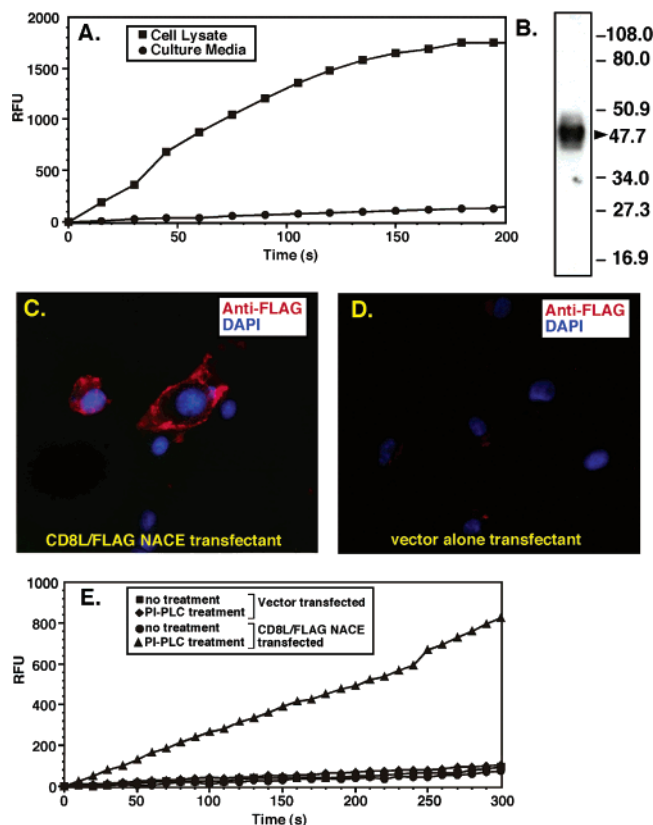 A.
Cell Lysate
Culture Media
2000
1500
1000
500
0
RFU
0 50 100 150 200
Time (s)
B.
108.0
80.0
50.9
47.7
34.0
27.3
16.9
C.
Anti-FLAG
DAPI
CD8L/FLAG NACE transfectant
D.
Anti-FLAG
DAPI
vector alone transfectant
E.
no treatment
PI-PLC treatment
Vector transfected
no treatment
PI-PLC treatment
CD8L/FLAG NACE
transfected
1000
800
600
400
200
0
RFU
0 50 100 150 200 250 300
Time (s)